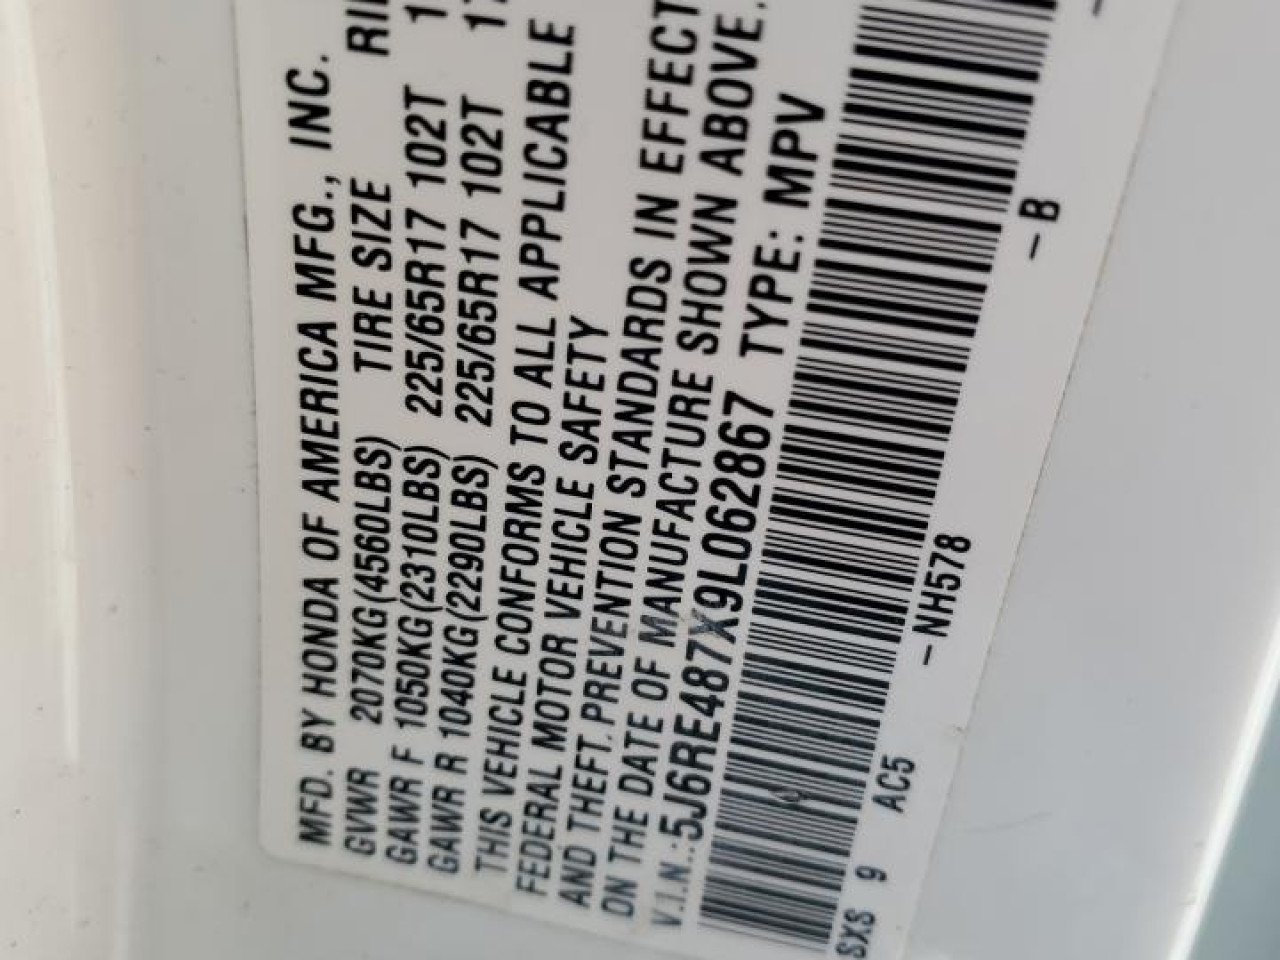 MFD. BY HONDA OF AMERICA MFG., INC.
GVWR 2070KG(4560LBS) TIRE SIZE
GAWR F 1050KG(2310LBS) 225/65R17 102T
GAWR R 1040KG(2290LBS) 225/65R17 102T
THIS VEHICLE CONFORMS TO ALL APPLICABLE
FEDERAL MOTOR VEHICLE SAFETY
AND THEFT PREVENTION STANDARDS IN EFFECT
ON THE DATE OF MANUFACTURE SHOWN ABOVE.
V.I.N.: 5J6RE487X9L062867 TYPE: MPV
SXS 9 AC5 -NH578 -B